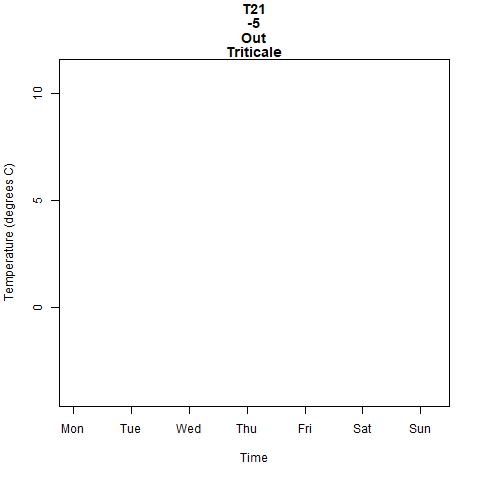 T21
-5
Out
Triticale
Temperature (degrees C)
10
5
0
Mon Tue Wed Thu Fri Sat Sun
Time